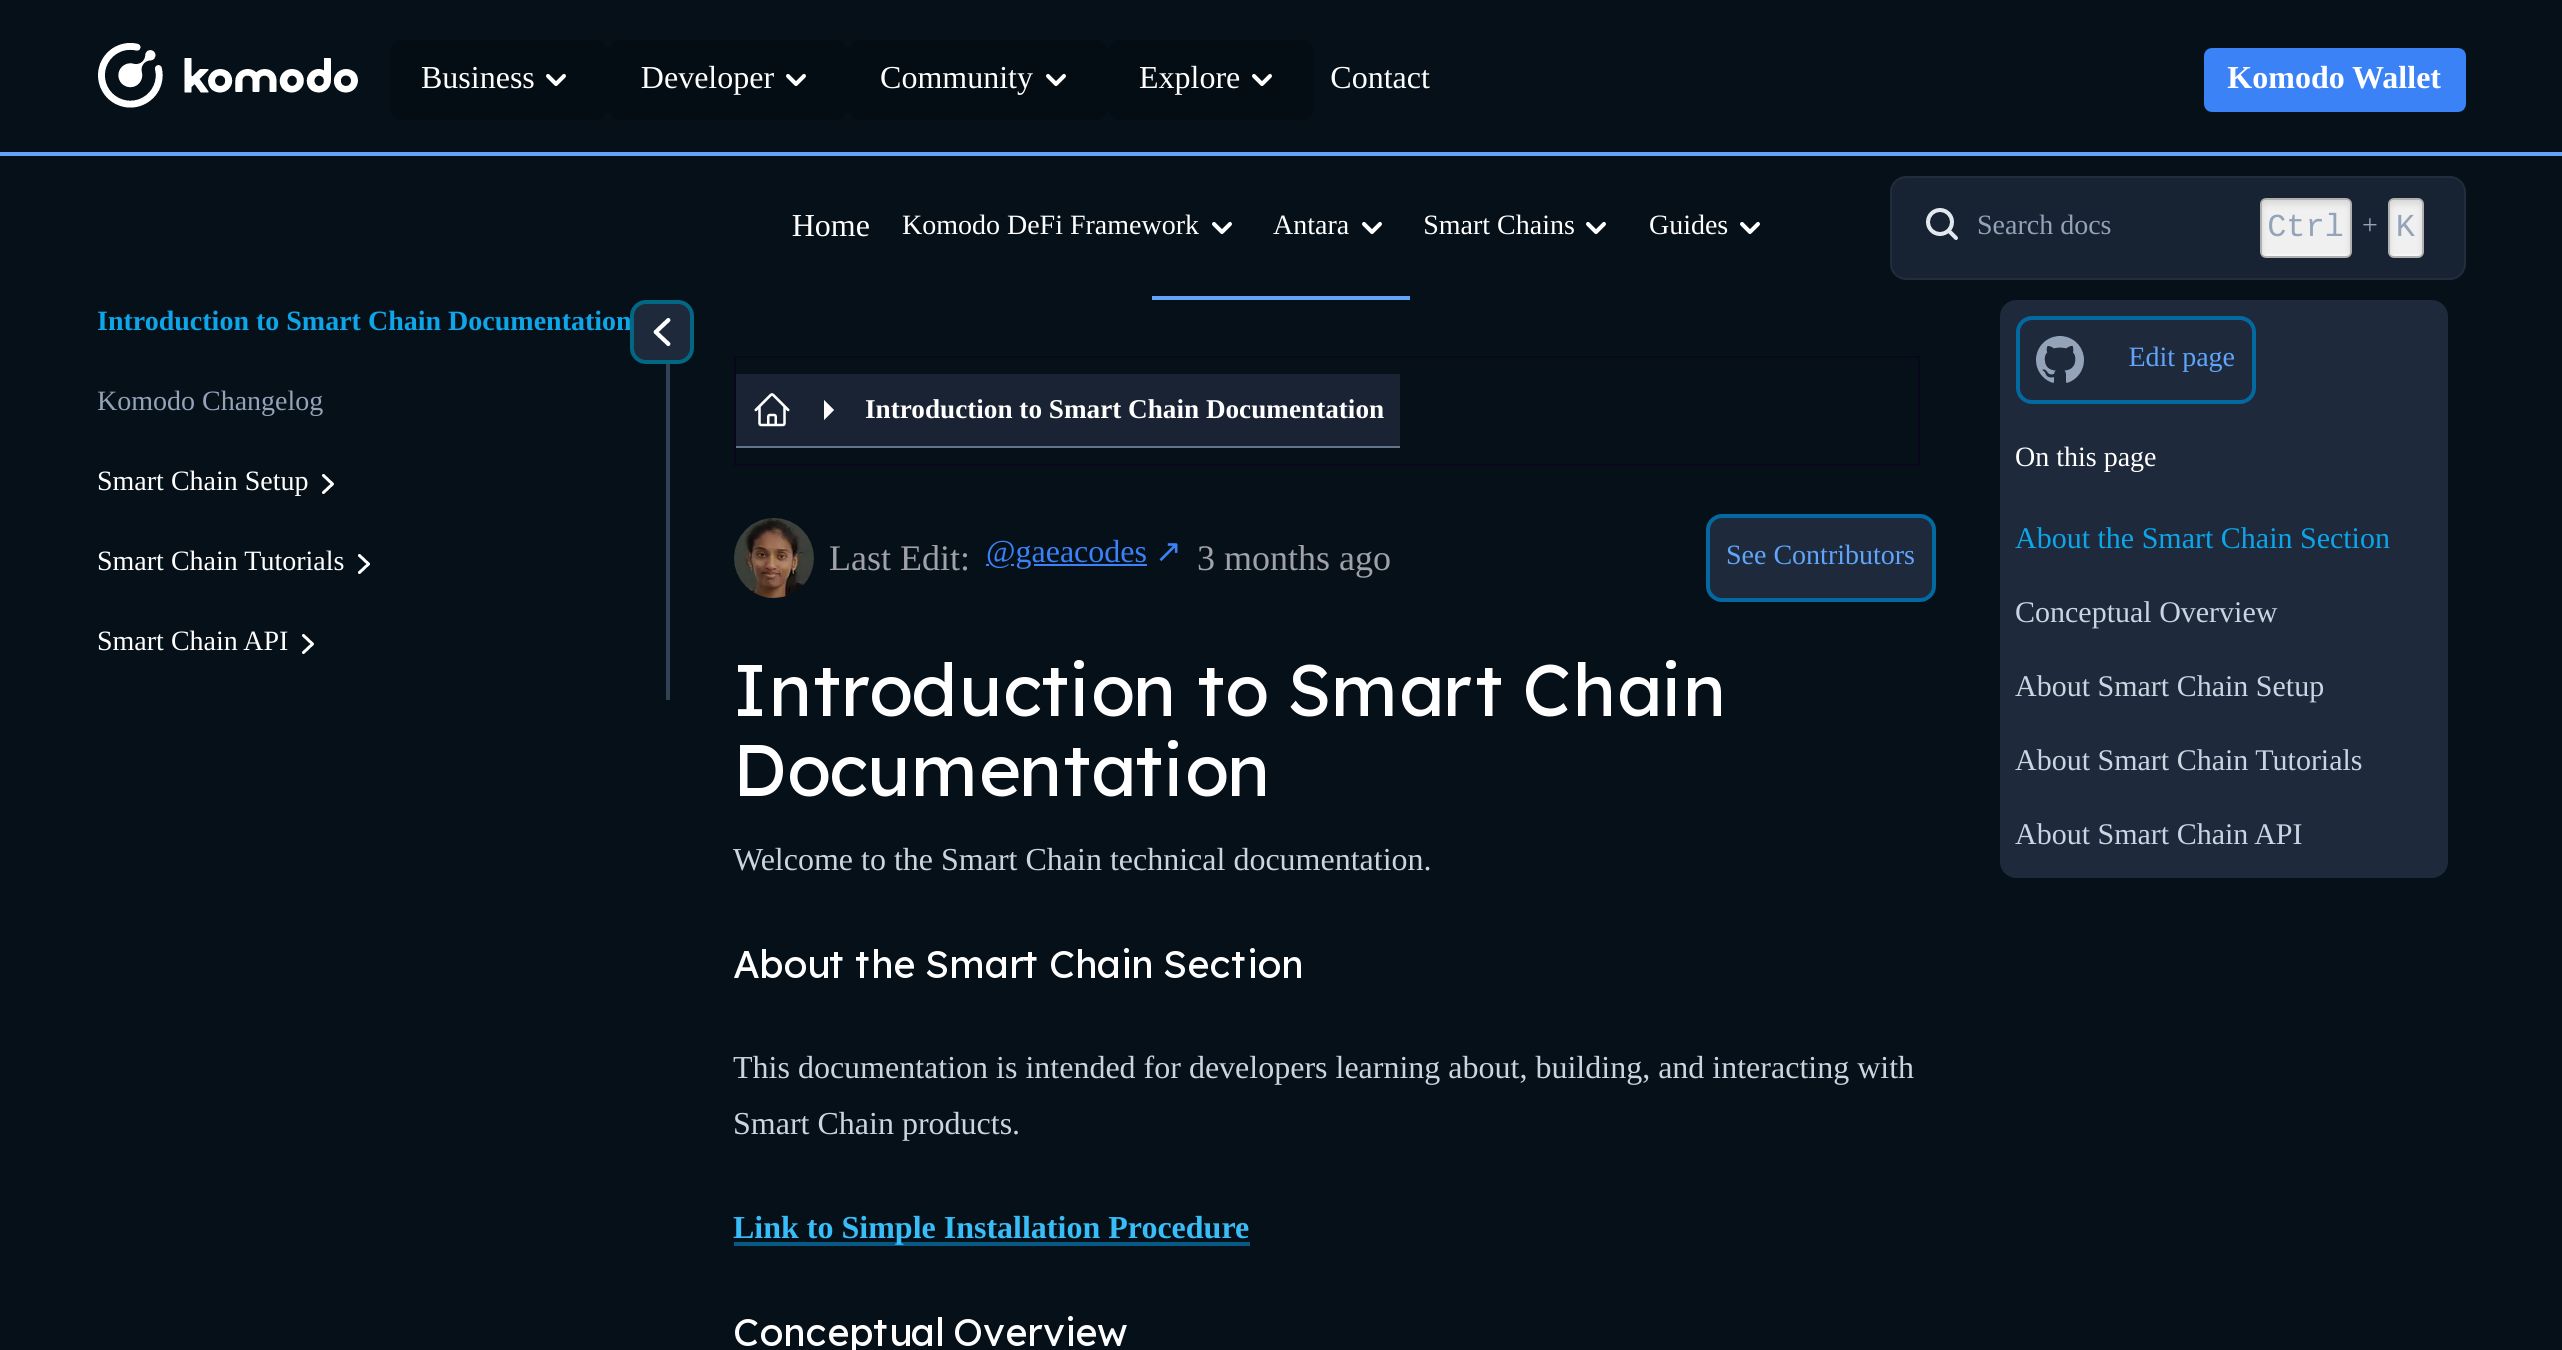 komodo
Business
Developer
Community
Explore
Contact
Komodo Wallet
Home
Komodo DeFi Framework
Antara
Smart Chains
Guides
Search docs
Ctrl + K
Introduction to Smart Chain Documentation
Komodo Changelog
Smart Chain Setup
Smart Chain Tutorials
Smart Chain API
Introduction to Smart Chain Documentation
Last Edit: @gaeacodes ↗ 3 months ago
See Contributors
Introduction to Smart Chain
Documentation
Welcome to the Smart Chain technical documentation.
About the Smart Chain Section
This documentation is intended for developers learning about, building, and interacting with
Smart Chain products.
Link to Simple Installation Procedure
Conceptual Overview
Edit page
On this page
About the Smart Chain Section
Conceptual Overview
About Smart Chain Setup
About Smart Chain Tutorials
About Smart Chain API